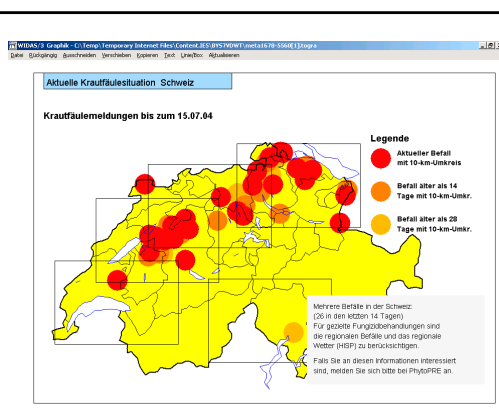 WIDAS/3 Graphik - C:\Temp\Temporary Internet Files\Content.IE5\BYS7VDWT\meta1678-5560[1].togra
Datei Rückgängig Ausschneiden Verschieben Kopieren Text Linie/Box Aktualisieren
Aktuelle Krautfäulesituation Schweiz
Krautfäulemeldungen bis zum 15.07.04
Legende
Aktueller Befall
mit 10-km-Umkreis
Befall älter als 14
Tage mit 10-km-Umkr.
Befall älter als 28
Tage mit 10-km-Umkr.
Mehrere Befälle in der Schweiz:
(26 in den letzten 14 Tagen)
Für gezielte Fungizidbehandlungen sind
die regionalen Befälle und das regionale
Wetter (HISP) zu berücksichtigen.
Falls Sie an diesen Informationen interessiert
sind, melden Sie sich bitte bei PhytoPRE an.